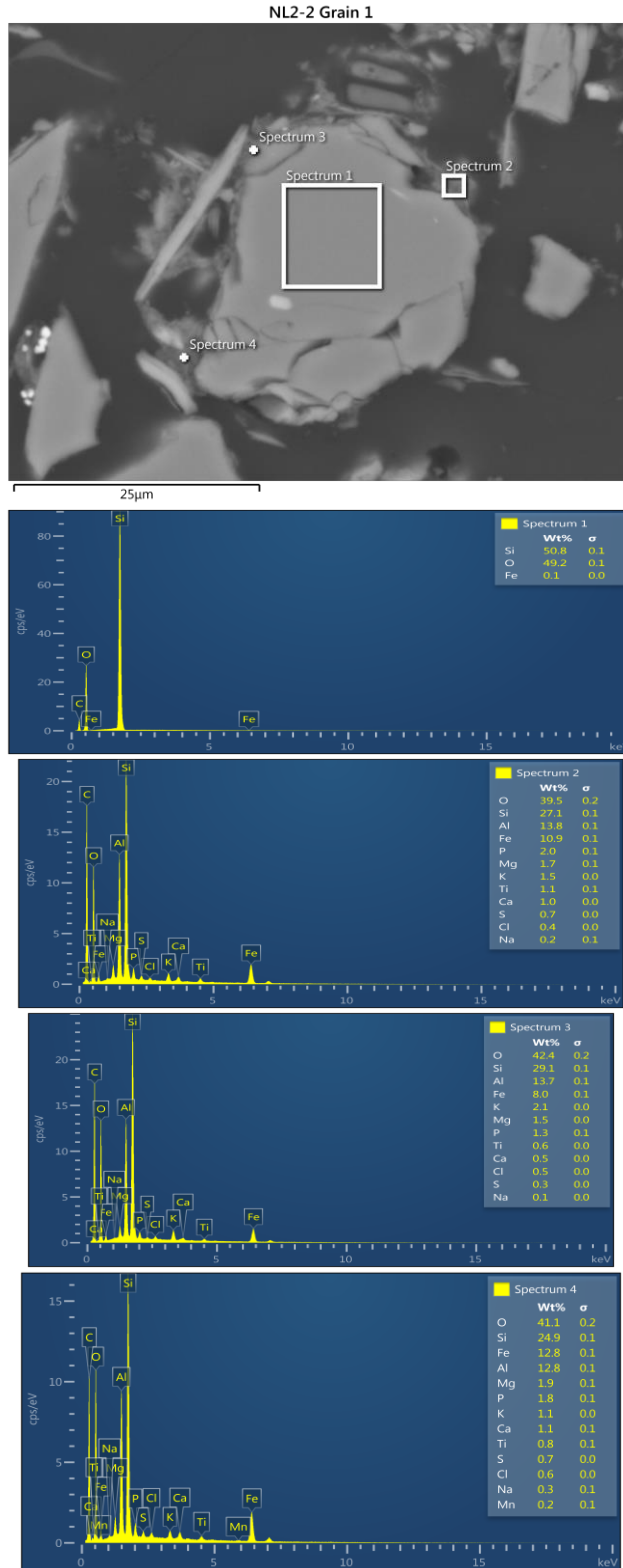 NL2-2 Grain 1
Spectrum 3
Spectrum 2
Spectrum 1
Spectrum 4
25µm
Si
80
60
40
20
0
cps/eV
O
C
Fe
Fe
0
5
10
15
keV
Spectrum 1
Wt% σ
Si 50.8 0.1
O 49.2 0.1
Fe 0.1 0.0
Si
20
15
10
5
0
cps/eV
C
O
Al
Na
Ti
Mg
Fe
Ca
P
S
Cl
K
Ca
Ti
Fe
0
5
10
15
keV
Spectrum 2
Wt% σ
O 39.5 0.2
Si 27.1 0.1
Al 13.8 0.1
Fe 10.9 0.1
P 2.0 0.1
Mg 1.7 0.1
K 1.5 0.0
Ti 1.1 0.1
Ca 1.0 0.0
S 0.7 0.0
Cl 0.4 0.0
Na 0.2 0.1
Si
20
15
10
5
0
cps/eV
C
O
Al
Na
Ti
Mg
Fe
Ca
P
S
Cl
K
Ca
Ti
Fe
0
5
10
15
keV
Spectrum 3
Wt% σ
O 42.4 0.2
Si 29.1 0.1
Al 13.7 0.1
Fe 8.0 0.1
K 2.1 0.0
Mg 1.5 0.0
P 1.3 0.1
Ti 0.6 0.0
Ca 0.5 0.0
Cl 0.5 0.0
S 0.3 0.0
Na 0.1 0.0
Si
15
10
5
0
cps/eV
C
O
Al
Na
Ti
Mg
Fe
Ca
Mn
P
S
Cl
K
Ca
Ti
Mn
Fe
0
5
10
15
keV
Spectrum 4
Wt% σ
O 41.1 0.2
Si 24.9 0.1
Fe 12.8 0.1
Al 12.8 0.1
Mg 1.9 0.1
P 1.8 0.1
K 1.1 0.0
Ca 1.1 0.1
Ti 0.8 0.1
S 0.7 0.0
Cl 0.6 0.0
Na 0.3 0.1
Mn 0.2 0.1